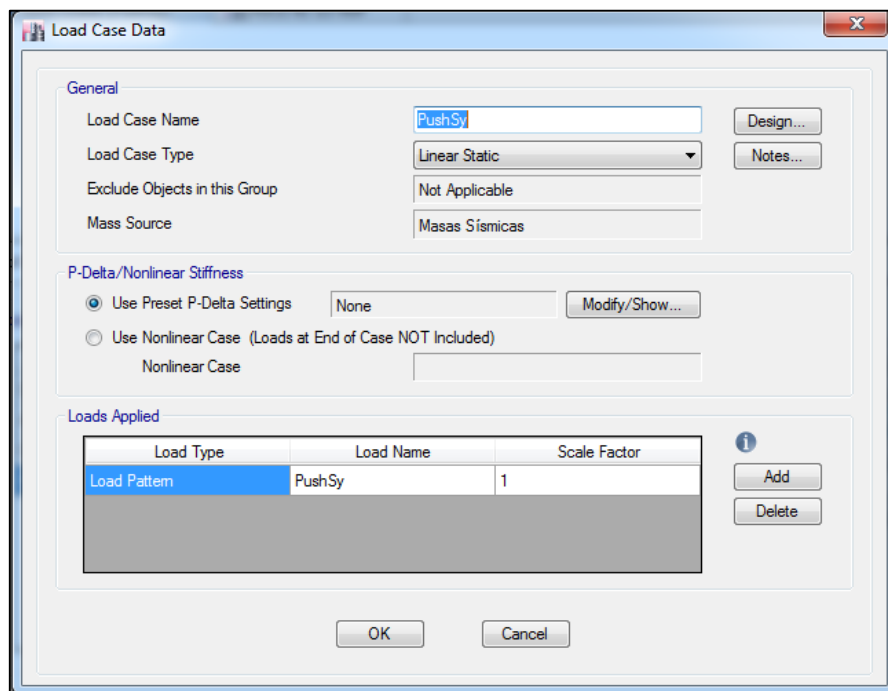 Load Case Data
General
Load Case Name PushSy Design...
Load Case Type Linear Static Notes...
Exclude Objects in this Group Not Applicable
Mass Source Masas Sísmicas
P-Delta/Nonlinear Stiffness
Use Preset P-Delta Settings None Modify/Show...
Use Nonlinear Case (Loads at End of Case NOT Included)
Nonlinear Case
Loads Applied
Load Type Load Name Scale Factor
Load Pattern PushSy 1
Add
Delete
OK Cancel